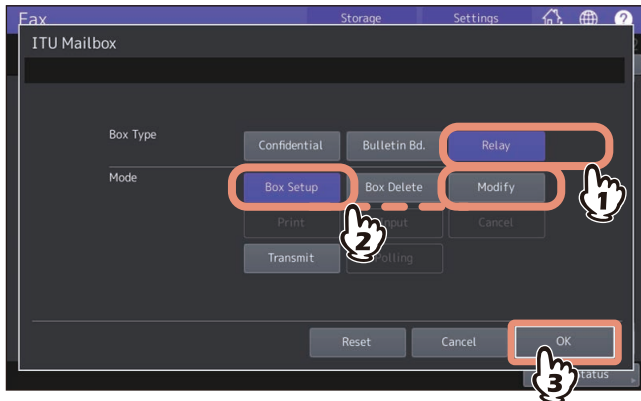 Fax Storage Settings ?
ITU Mailbox
Box Type Confidential Bulletin Bd. Relay
Mode Box Setup Box Delete Modify
1
Print Input Cancel
2
Transmit Polling
Reset Cancel OK
Status
3